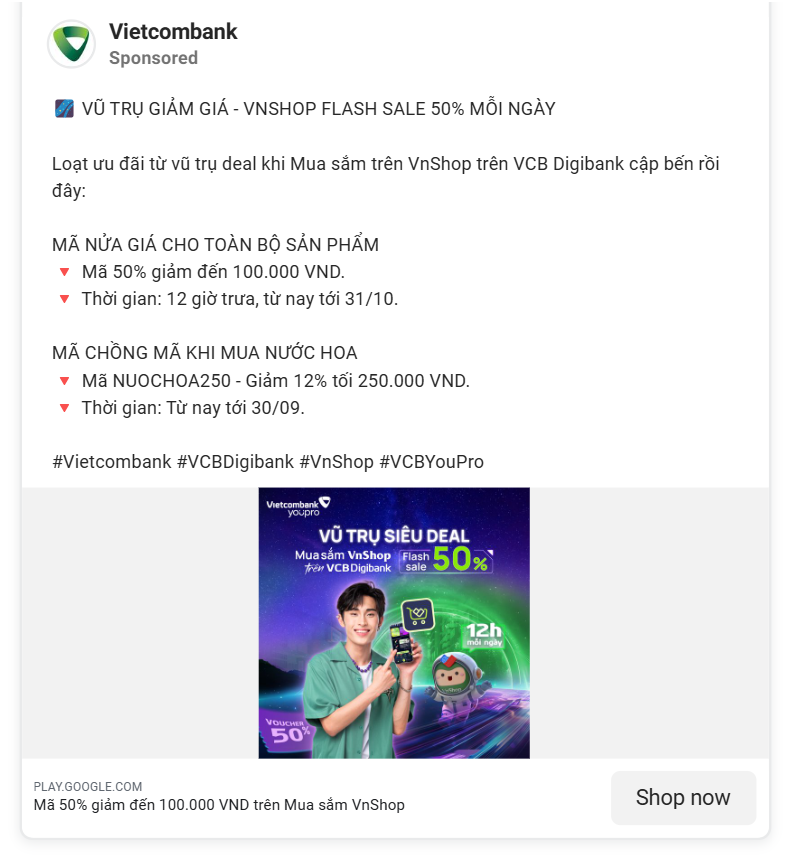 Vietcombank
Sponsored
VŨ TRỤ GIẢM GIÁ - VNSHOP FLASH SALE 50% MỖI NGÀY
Loạt ưu đãi từ vũ trụ deal khi Mua sắm trên VnShop trên VCB Digibank cập bến rồi
đây:
MÃ NỬA GIÁ CHO TOÀN BỘ SẢN PHẨM
🔻 Mã 50% giảm đến 100.000 VND.
🔻 Thời gian: 12 giờ trưa, từ nay tới 31/10.
MÃ CHỒNG MÃ KHI MUA NƯỚC HOA
🔻 Mã NUOCHOA250 - Giảm 12% tối 250.000 VND.
🔻 Thời gian: Từ nay tới 30/09.
#Vietcombank #VCBDigibank #VnShop #VCBYouPro
Vietcombank
youpro
VŨ TRỤ SIÊU DEAL
Mua sắm VnShop
trên VCB Digibank
Flash
sale 50%
12h
mỗi ngày
VnShop
VOUCHER
50%
PLAY.GOOGLE.COM
Mã 50% giảm đến 100.000 VND trên Mua sắm VnShop
Shop now